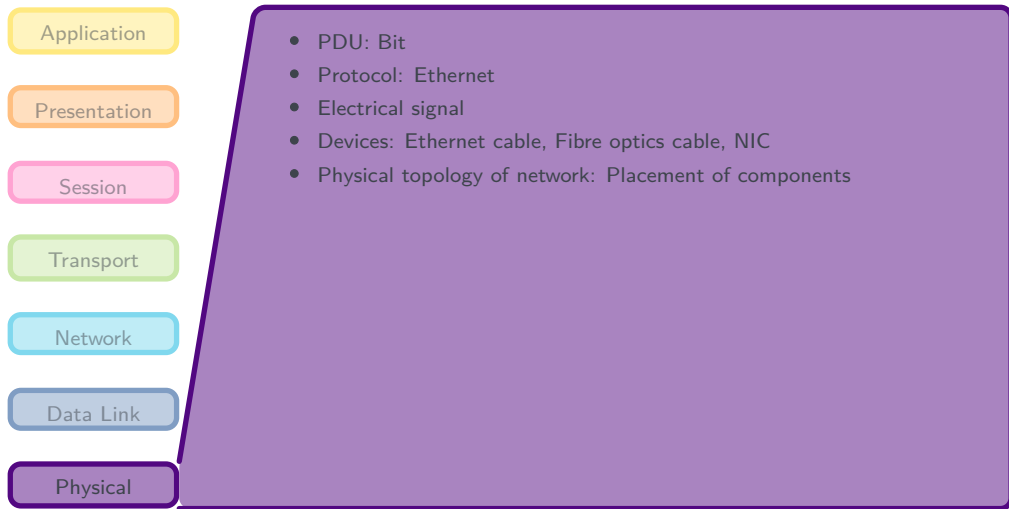 Application
Presentation
Session
Transport
Network
Data Link
Physical
• PDU: Bit
• Protocol: Ethernet
• Electrical signal
• Devices: Ethernet cable, Fibre optics cable, NIC
• Physical topology of network: Placement of components